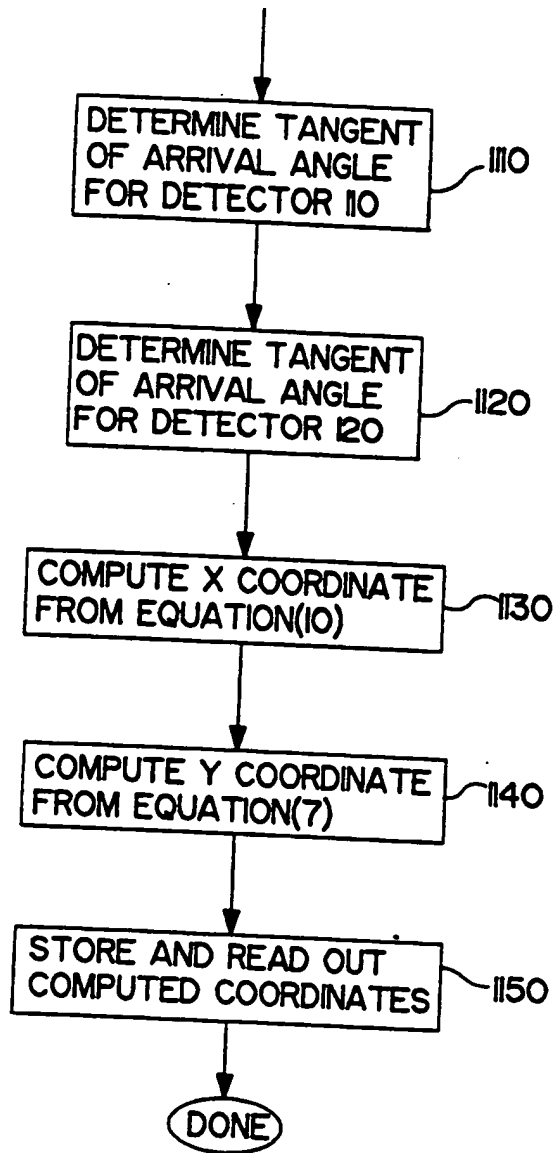 DETERMINE TANGENT
OF ARRIVAL ANGLE
FOR DETECTOR 110
1110
DETERMINE TANGENT
OF ARRIVAL ANGLE
FOR DETECTOR 120
1120
COMPUTE X COORDINATE
FROM EQUATION(10)
1130
COMPUTE Y COORDINATE
FROM EQUATION(7)
1140
STORE AND READ OUT
COMPUTED COORDINATES
1150
DONE